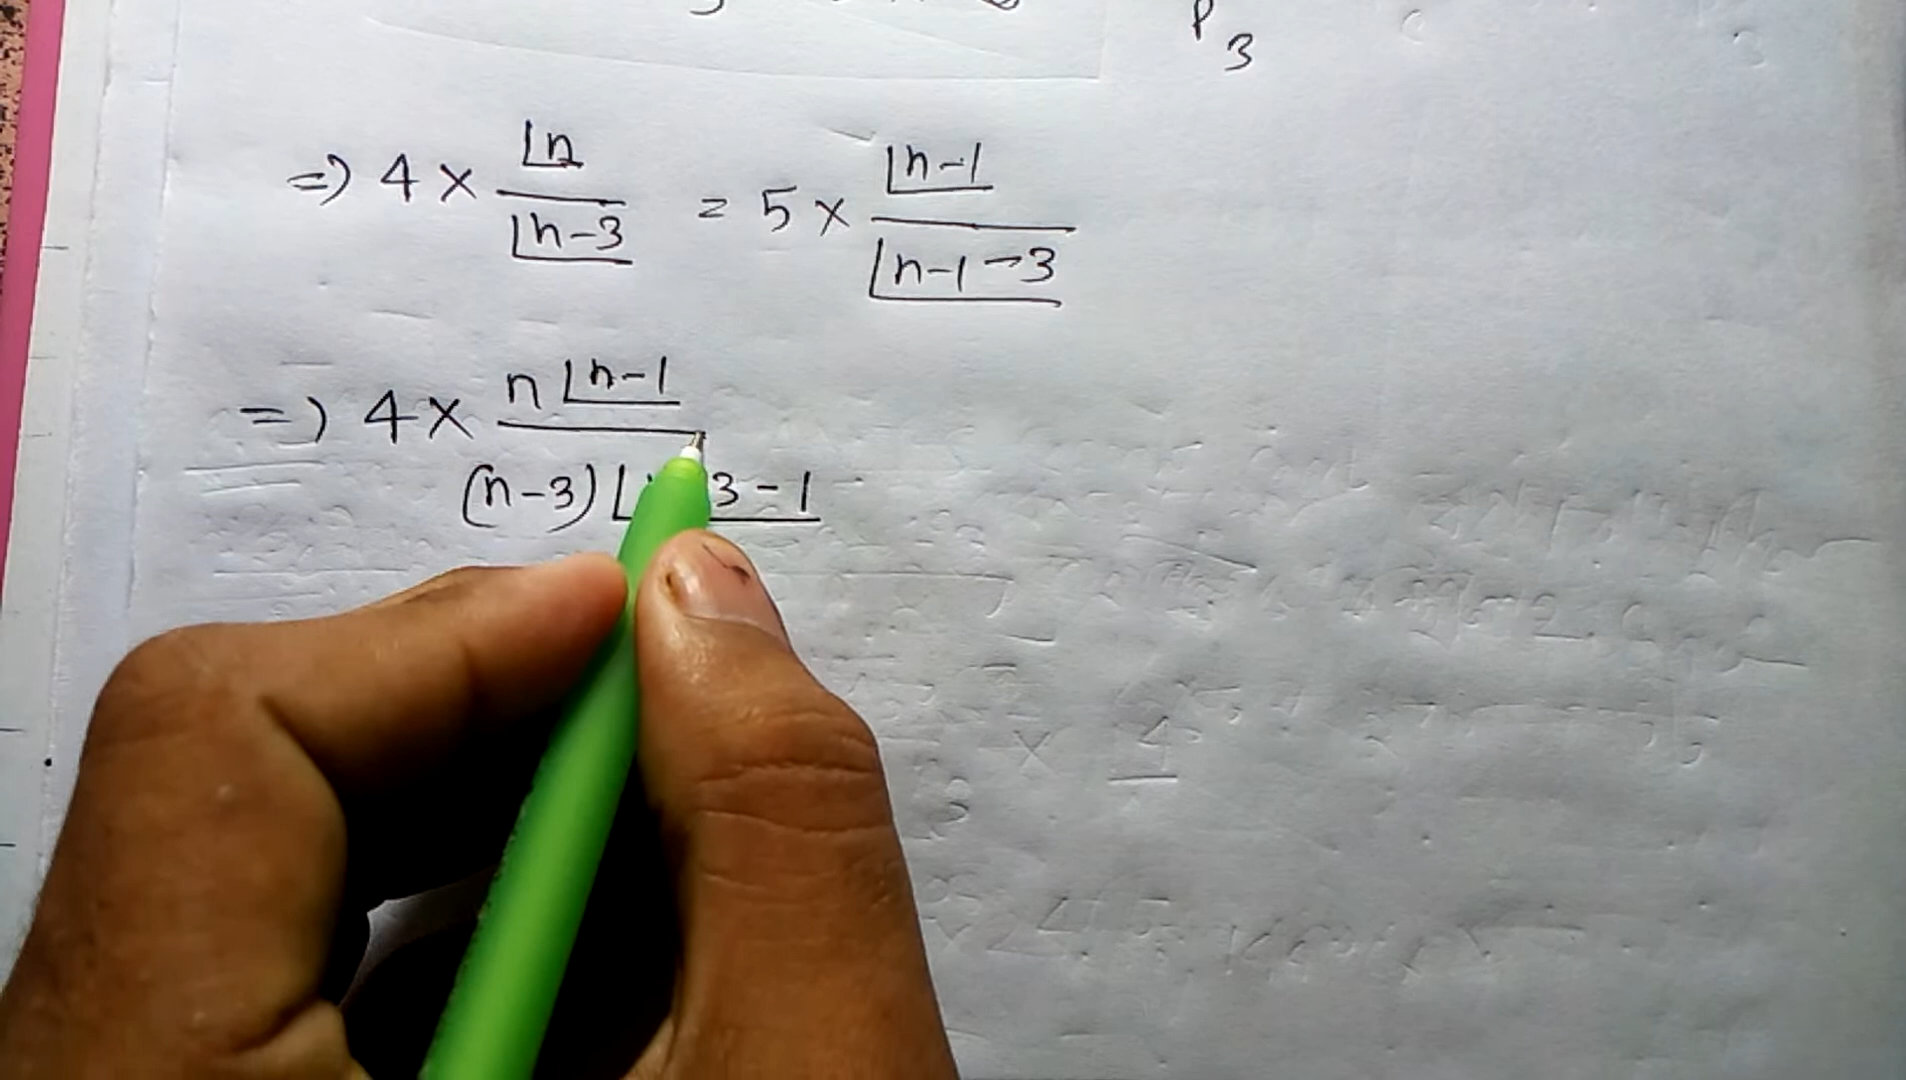 P
3
=) 4 × ⌊n / ⌊n-3 = 5 × ⌊n-1 / ⌊n-1-3
=) 4 × n ⌊n-1 / (n-3) ⌊ 3-1